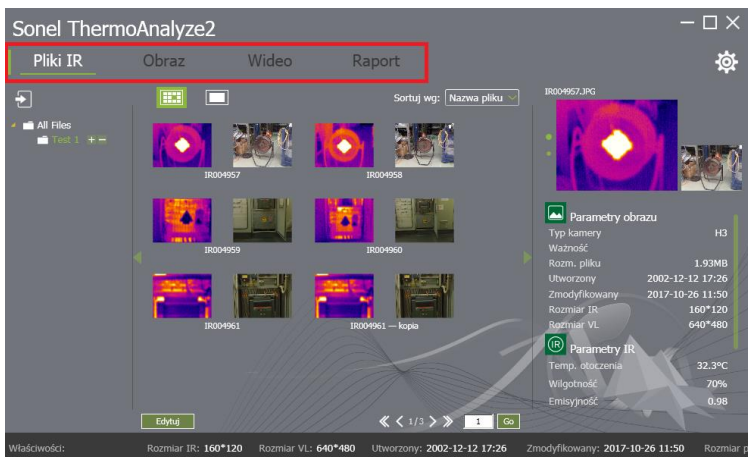 Sonel ThermoAnalyze2
Pliki IR Obraz Wideo Raport
Sortuj wg: Nazwa pliku
All Files
Test 1
IR004957 IR004958
IR004959 IR004960
IR004961 IR004961 — kopia
Edytuj 1/3 1 Go
IR004957.JPG
Parametry obrazu
Typ kamery H3
Ważność
Rozm. pliku 1.93MB
Utworzony 2002-12-12 17:26
Zmodyfikowany 2017-10-26 11:50
Rozmiar IR 160*120
Rozmiar VL 640*480
IR Parametry IR
Temp. otoczenia 32.3°C
Wilgotność 70%
Emisyjność 0.98
Właściwości: Rozmiar IR: 160*120 Rozmiar VL: 640*480 Utworzony: 2002-12-12 17:26 Zmodyfikowany: 2017-10-26 11:50 Rozmiar p